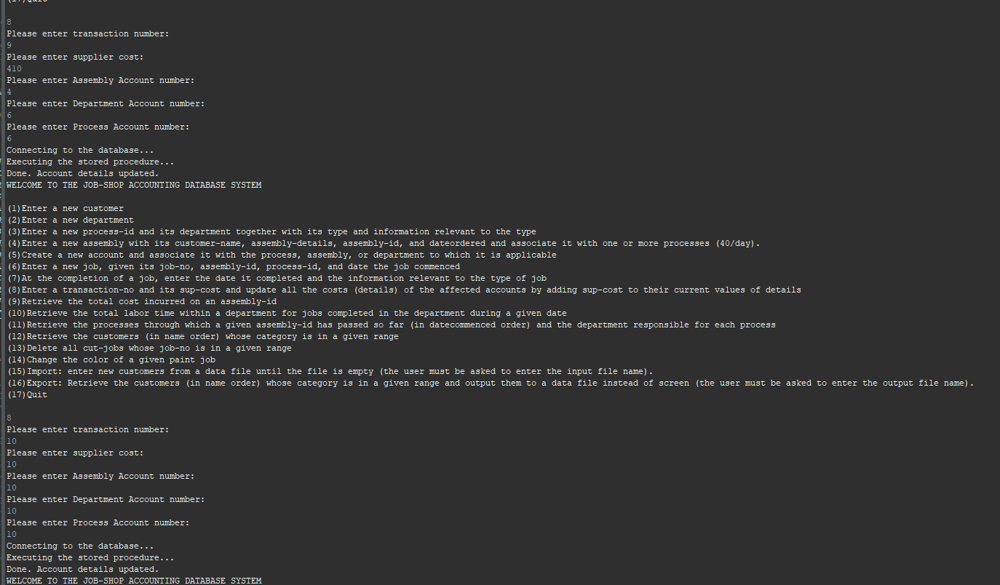 (17)Quit
8
Please enter transaction number:
9
Please enter supplier cost:
410
Please enter Assembly Account number:
4
Please enter Department Account number:
6
Please enter Process Account number:
6
Connecting to the database...
Executing the stored procedure...
Done. Account details updated.
WELCOME TO THE JOB-SHOP ACCOUNTING DATABASE SYSTEM
(1)Enter a new customer
(2)Enter a new department
(3)Enter a new process-id and its department together with its type and information relevant to the type
(4)Enter a new assembly with its customer-name, assembly-details, assembly-id, and dateordered and associate it with one or more processes (40/day).
(5)Create a new account and associate it with the process, assembly, or department to which it is applicable
(6)Enter a new job, given its job-no, assembly-id, process-id, and date the job commenced
(7)At the completion of a job, enter the date it completed and the information relevant to the type of job
(8)Enter a transaction-no and its sup-cost and update all the costs (details) of the affected accounts by adding sup-cost to their current values of details
(9)Retrieve the total cost incurred on an assembly-id
(10)Retrieve the total labor time within a department for jobs completed in the department during a given date
(11)Retrieve the processes through which a given assembly-id has passed so far (in datecommenced order) and the department responsible for each process
(12)Retrieve the customers (in name order) whose category is in a given range
(13)Delete all cut-jobs whose job-no is in a given range
(14)Change the color of a given paint job
(15)Import: enter new customers from a data file until the file is empty (the user must be asked to enter the input file name).
(16)Export: Retrieve the customers (in name order) whose category is in a given range and output them to a data file instead of screen (the user must be asked to enter the output file name).
(17)Quit
8
Please enter transaction number:
10
Please enter supplier cost:
10
Please enter Assembly Account number:
10
Please enter Department Account number:
10
Please enter Process Account number:
10
Connecting to the database...
Executing the stored procedure...
Done. Account details updated.
WELCOME TO THE JOB-SHOP ACCOUNTING DATABASE SYSTEM